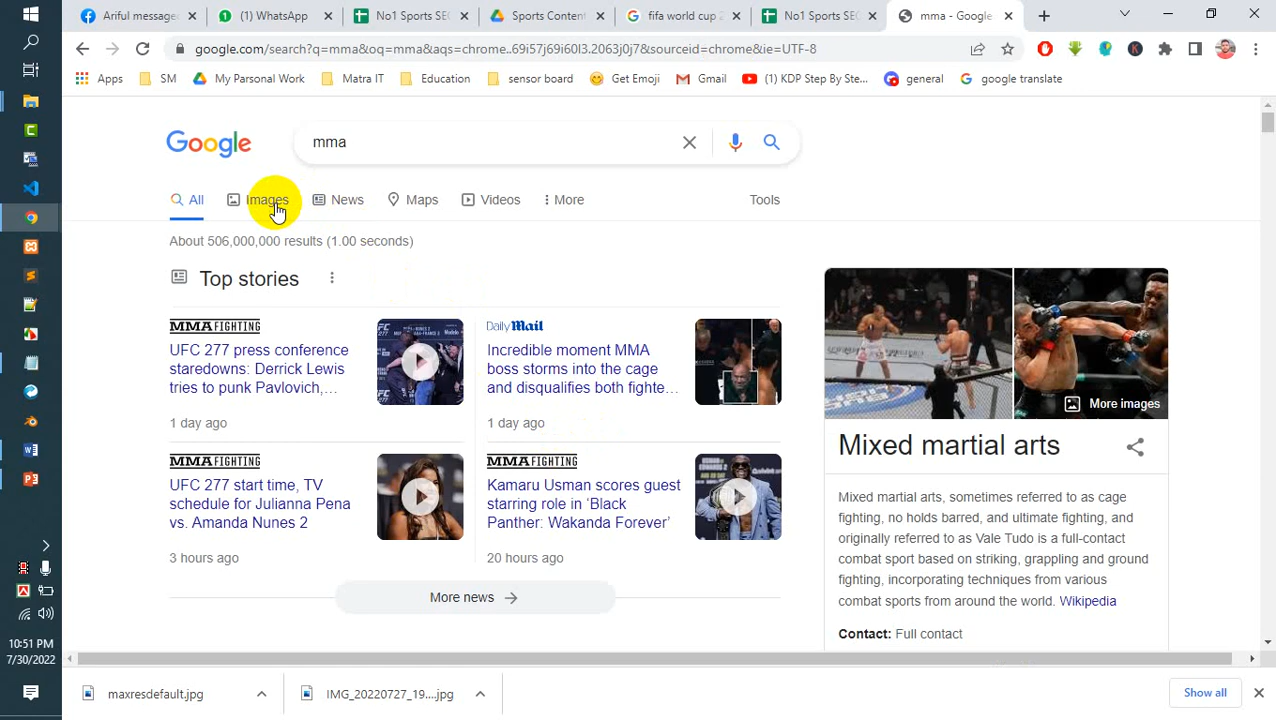 Ariful messages
(1) WhatsApp
No1 Sports SEO
Sports Content
fifa world cup 2
No1 Sports SEO
mma - Google
google.com/search?q=mma&oq=mma&aqs=chrome..69i57j69i60l3.2063j0j7&sourceid=chrome&ie=UTF-8
Apps
SM
My Parsonal Work
Matra IT
Education
sensor board
Get Emoji
Gmail
(1) KDP Step By Ste...
general
google translate
Google
mma
All
Images
News
Maps
Videos
More
Tools
About 506,000,000 results (1.00 seconds)
Top stories
MMA FIGHTING
UFC 277 press conference
staredowns: Derrick Lewis
tries to punk Pavlovich,...
1 day ago
Daily Mail
Incredible moment MMA
boss storms into the cage
and disqualifies both fighte...
1 day ago
MMA FIGHTING
UFC 277 start time, TV
schedule for Julianna Pena
vs. Amanda Nunes 2
3 hours ago
MMA FIGHTING
Kamaru Usman scores guest
starring role in ‘Black
Panther: Wakanda Forever’
20 hours ago
More news
More images
Mixed martial arts
Mixed martial arts, sometimes referred to as cage
fighting, no holds barred, and ultimate fighting, and
originally referred to as Vale Tudo is a full-contact
combat sport based on striking, grappling and ground
fighting, incorporating techniques from various
combat sports from around the world. Wikipedia
Contact: Full contact
10:51 PM
7/30/2022
maxresdefault.jpg
IMG_20220727_19....jpg
Show all